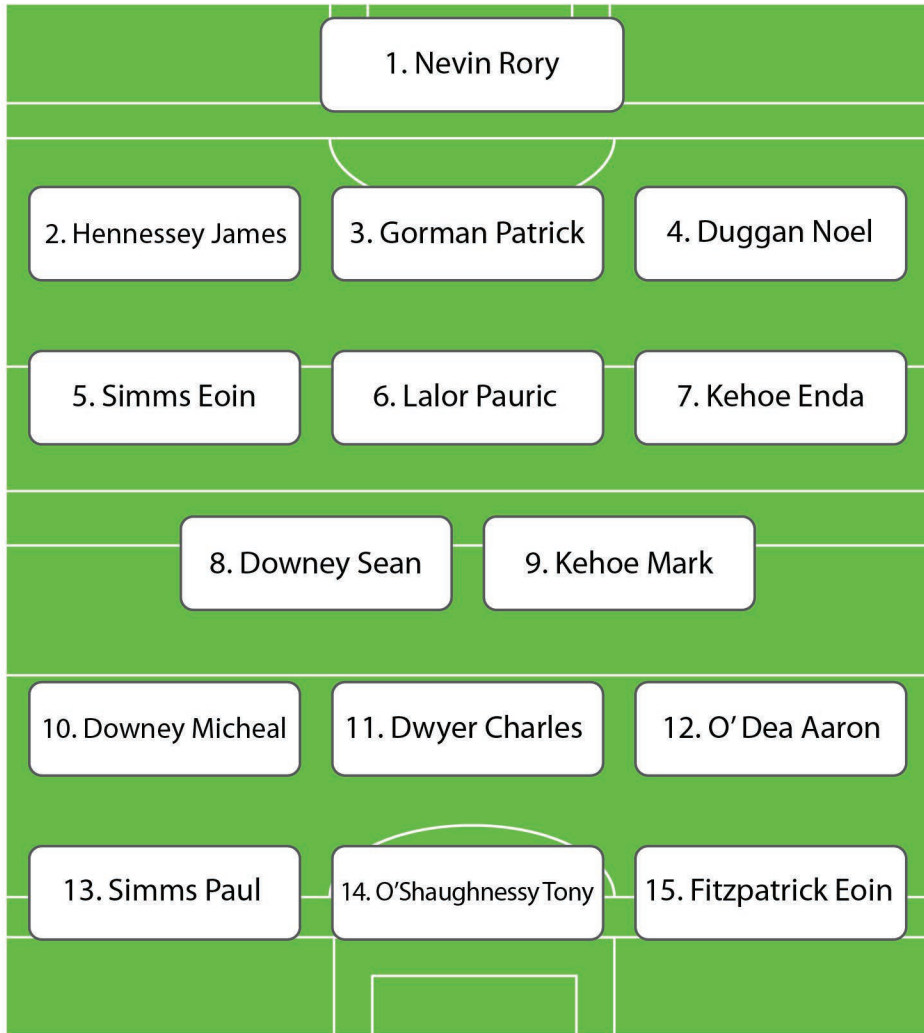 1. Nevin Rory
2. Hennessey James
3. Gorman Patrick
4. Duggan Noel
5. Simms Eoin
6. Lalor Pauric
7. Kehoe Enda
8. Downey Sean
9. Kehoe Mark
10. Downey Micheal
11. Dwyer Charles
12. O' Dea Aaron
13. Simms Paul
14. O'Shaughnessy Tony
15. Fitzpatrick Eoin